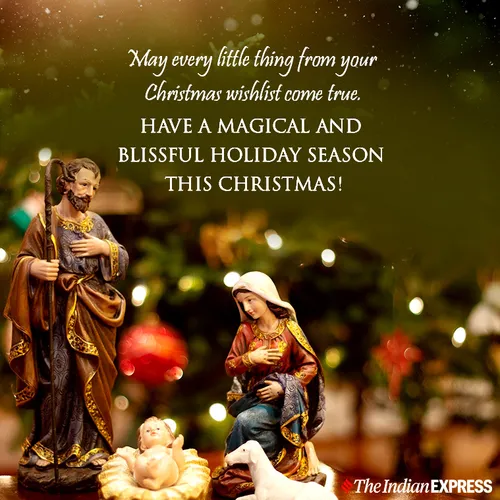 May every little thing from your
Christmas wishlist come true.
HAVE A MAGICAL AND
BLISSFUL HOLIDAY SEASON
THIS CHRISTMAS!
The Indian EXPRESS